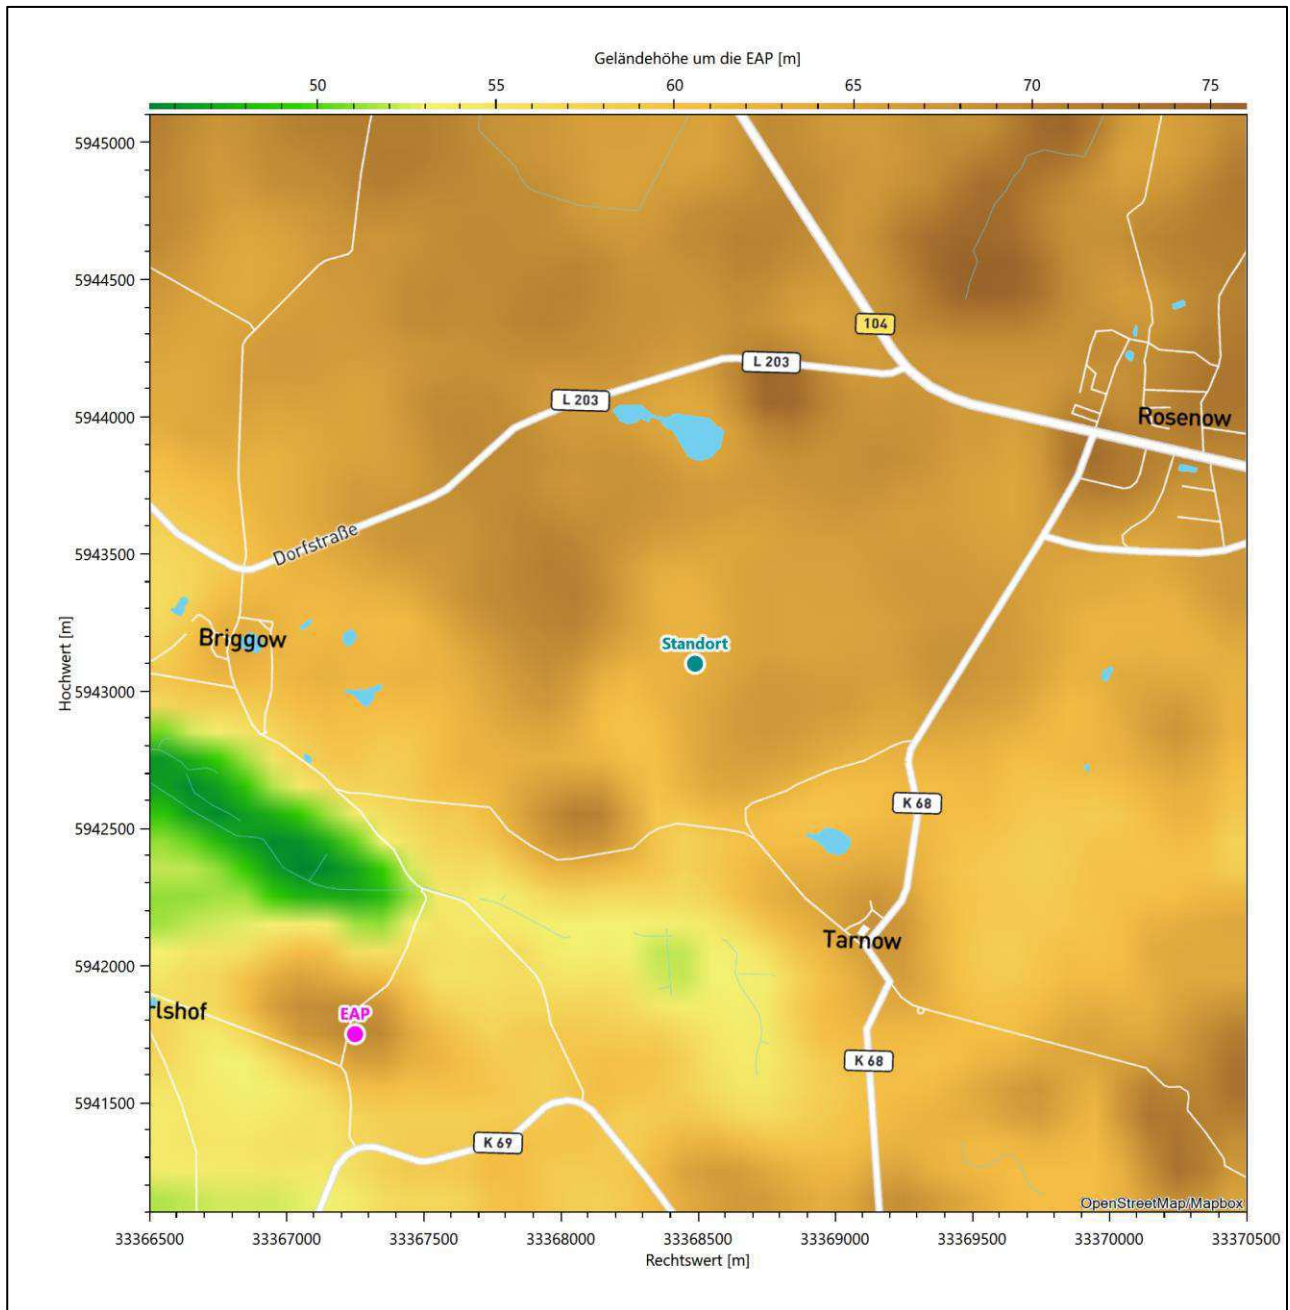 Geländehöhe um die EAP [m]
50 55 60 65 70 75
5945000
5944500
104
L 203
L 203
5944000
Rosenow
Dorfstraße
5943500
Briggow
Standort
Hochwert [m]
5943000
K 68
5942500
Tarnow
5942000
rlshof
EAP
K 68
5941500
K 69
OpenStreetMap/Mapbox
33366500 33367000 33367500 33368000 33368500 33369000 33369500 33370000 33370500
Rechtswert [m]